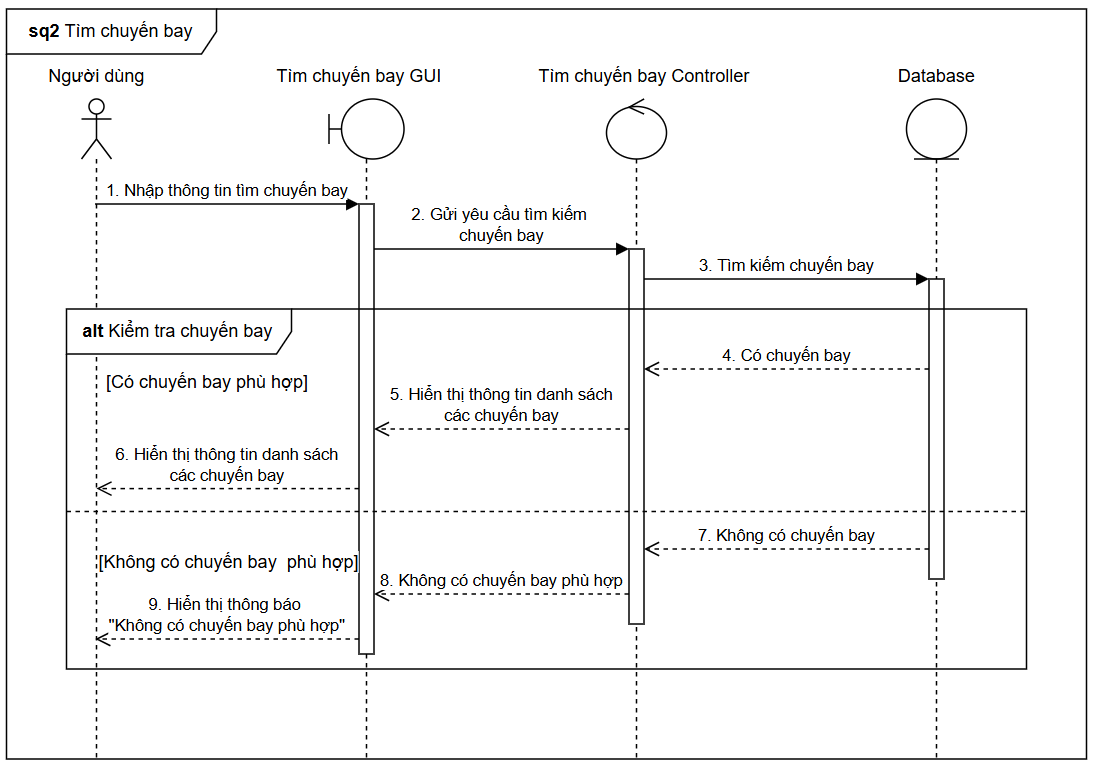 sq2 Tìm chuyến bay
Người dùng
Tìm chuyến bay GUI
Tìm chuyến bay Controller
Database
1. Nhập thông tin tìm chuyến bay
2. Gửi yêu cầu tìm kiếm
chuyến bay
3. Tìm kiếm chuyến bay
alt Kiểm tra chuyến bay
4. Có chuyến bay
[Có chuyến bay phù hợp]
5. Hiển thị thông tin danh sách
các chuyến bay
6. Hiển thị thông tin danh sách
các chuyến bay
7. Không có chuyến bay
[Không có chuyến bay  phù hợp]
8. Không có chuyến bay phù hợp
9. Hiển thị thông báo
"Không có chuyến bay phù hợp"